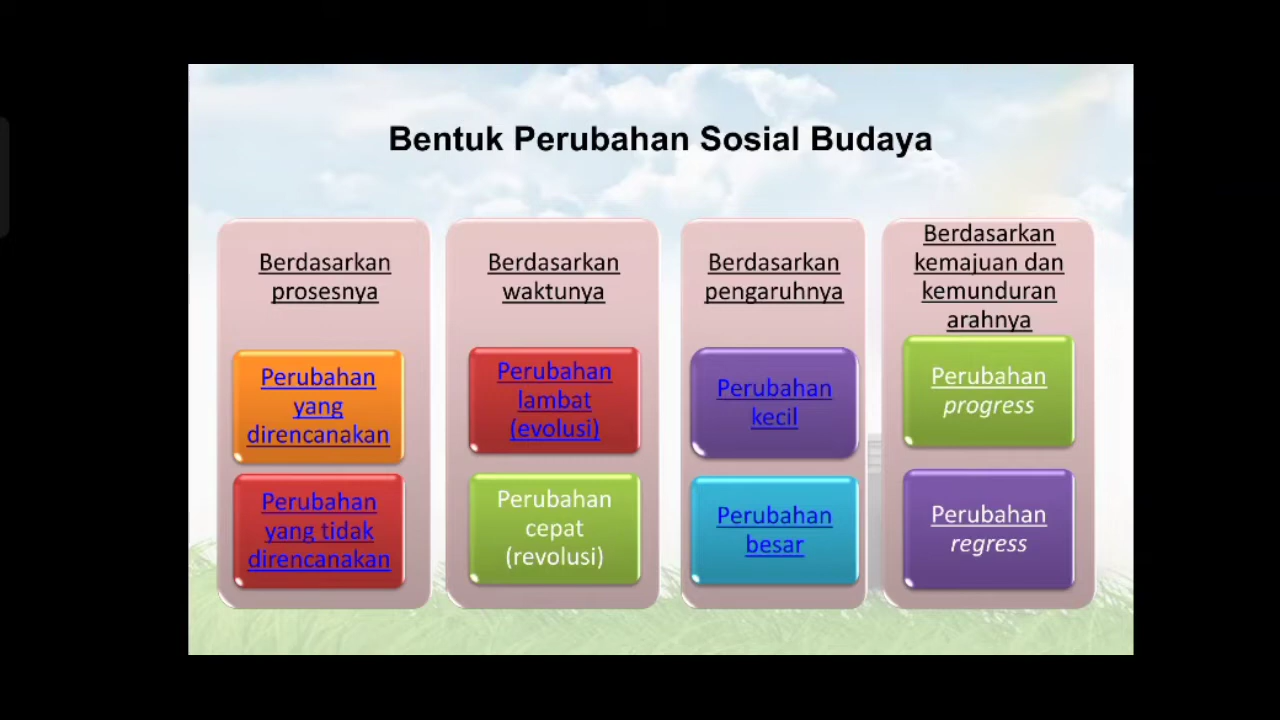 Bentuk Perubahan Sosial Budaya
Berdasarkan
prosesnya
Perubahan
yang
direncanakan
Perubahan
yang tidak
direncanakan
Berdasarkan
waktunya
Perubahan
lambat
(evolusi)
Perubahan
cepat
(revolusi)
Berdasarkan
pengaruhnya
Perubahan
kecil
Perubahan
besar
Berdasarkan
kemajuan dan
kemunduran
arahnya
Perubahan
progress
Perubahan
regress